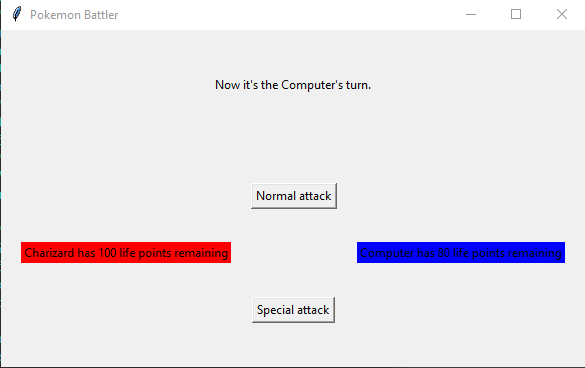 Pokemon Battler
Now it's the Computer's turn.
Normal attack
Charizard has 100 life points remaining
Computer has 80 life points remaining
Special attack